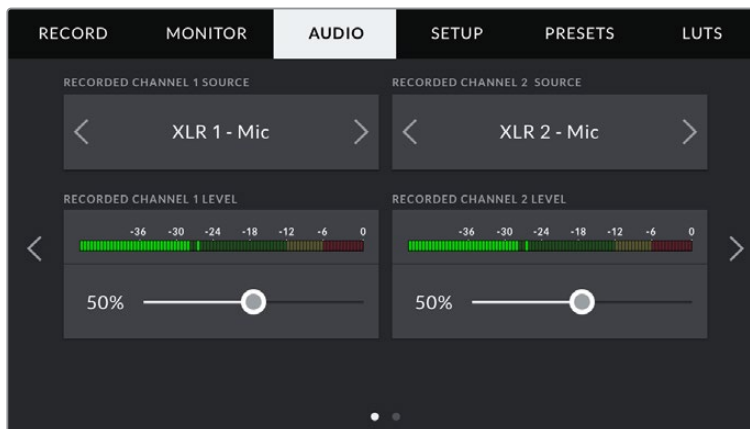 RECORD MONITOR AUDIO SETUP PRESETS LUTS
RECORDED CHANNEL 1 SOURCE
RECORDED CHANNEL 2 SOURCE
XLR 1 - Mic
XLR 2 - Mic
RECORDED CHANNEL 1 LEVEL
RECORDED CHANNEL 2 LEVEL
-36 -30 -24 -18 -12 -6 0
-36 -30 -24 -18 -12 -6 0
50%
50%